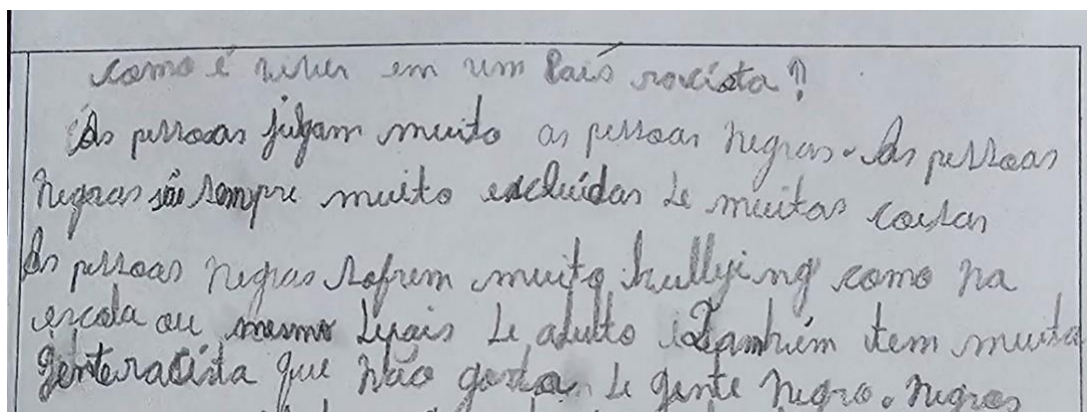 como é viver em um País racista?
As pessoas julgam muito as pessoas negras. As pessoas
negras são sempre muito excluídas de muitas coisas
As pessoas negras sofrem muito bullying como na
escola ou mesmo depois de adulto Também tem muita
gente racista que não gostam de gente negro. negros